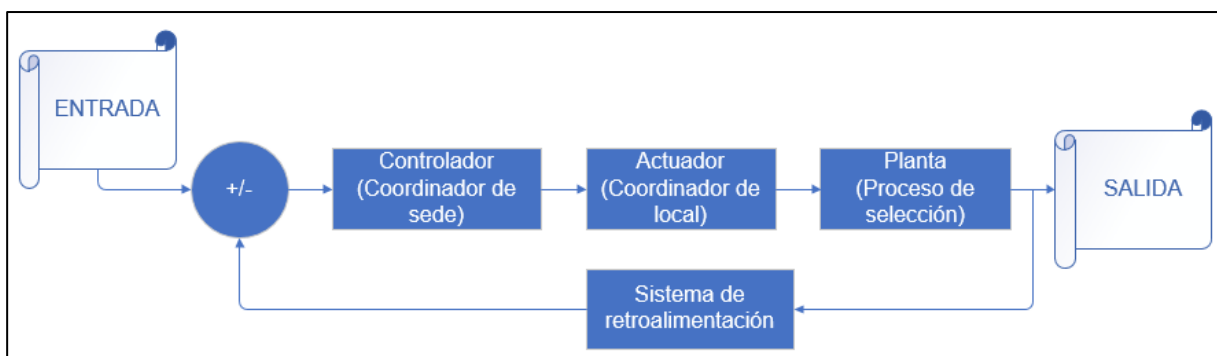 ENTRADA
+/-
Controlador
(Coordinador de
sede)
Actuador
(Coordinador de
local)
Planta
(Proceso de
selección)
SALIDA
Sistema de
retroalimentación